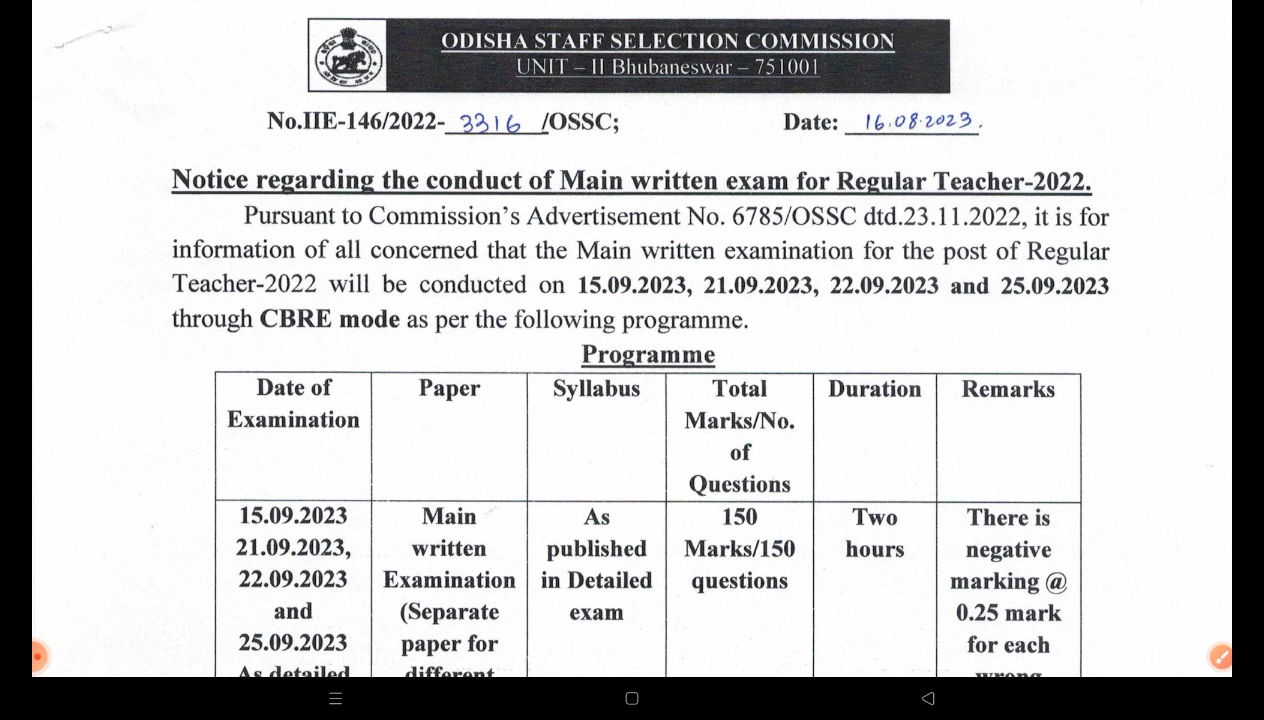 ODISHA STAFF SELECTION COMMISSION
UNIT – II Bhubaneswar – 751001
No.IIE-146/2022- 3316 /OSSC;
Date: 16.08.2023.
Notice regarding the conduct of Main written exam for Regular Teacher-2022.
Pursuant to Commission's Advertisement No. 6785/OSSC dtd.23.11.2022, it is for
information of all concerned that the Main written examination for the post of Regular
Teacher-2022 will be conducted on 15.09.2023, 21.09.2023, 22.09.2023 and 25.09.2023
through CBRE mode as per the following programme.
Programme
Date of
Examination
Paper
Syllabus
Total
Marks/No.
of
Questions
Duration
Remarks
15.09.2023
21.09.2023,
22.09.2023
and
25.09.2023
As detailed
Main
written
Examination
(Separate
paper for
different
As
published
in Detailed
exam
150
Marks/150
questions
Two
hours
There is
negative
marking @
0.25 mark
for each
wrong